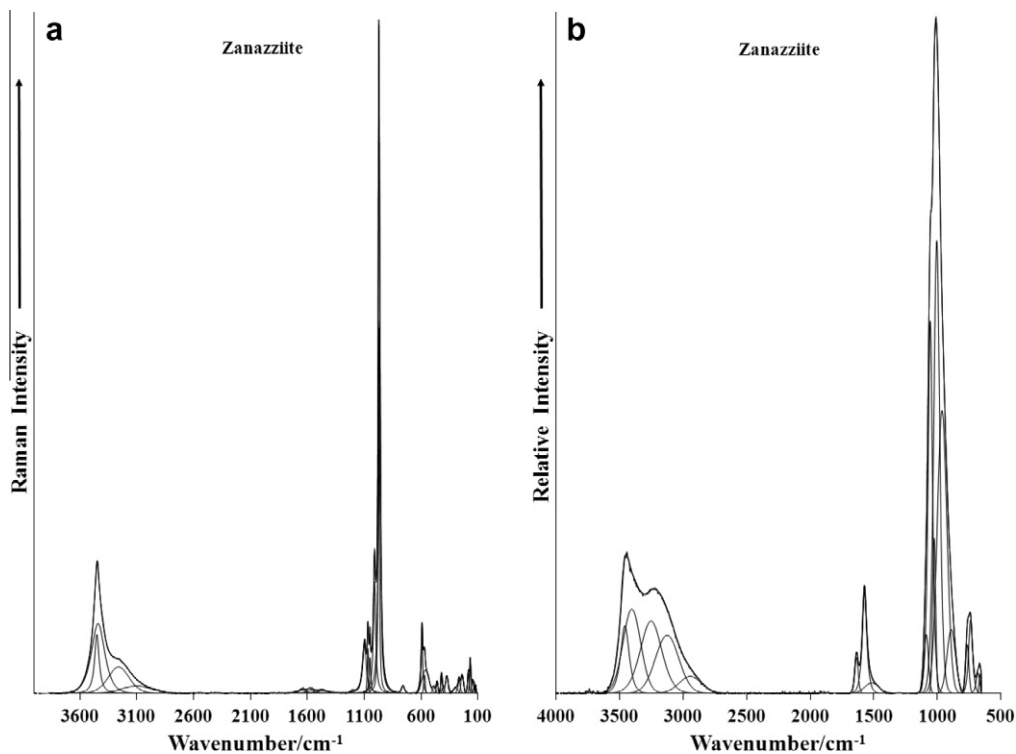 a
Zanazziite
Raman Intensity
3600 3100 2600 2100 1600 1100 600 100
Wavenumber/cm-1
b
Zanazziite
Relative Intensity
4000 3500 3000 2500 2000 1500 1000 500
Wavenumber/cm-1